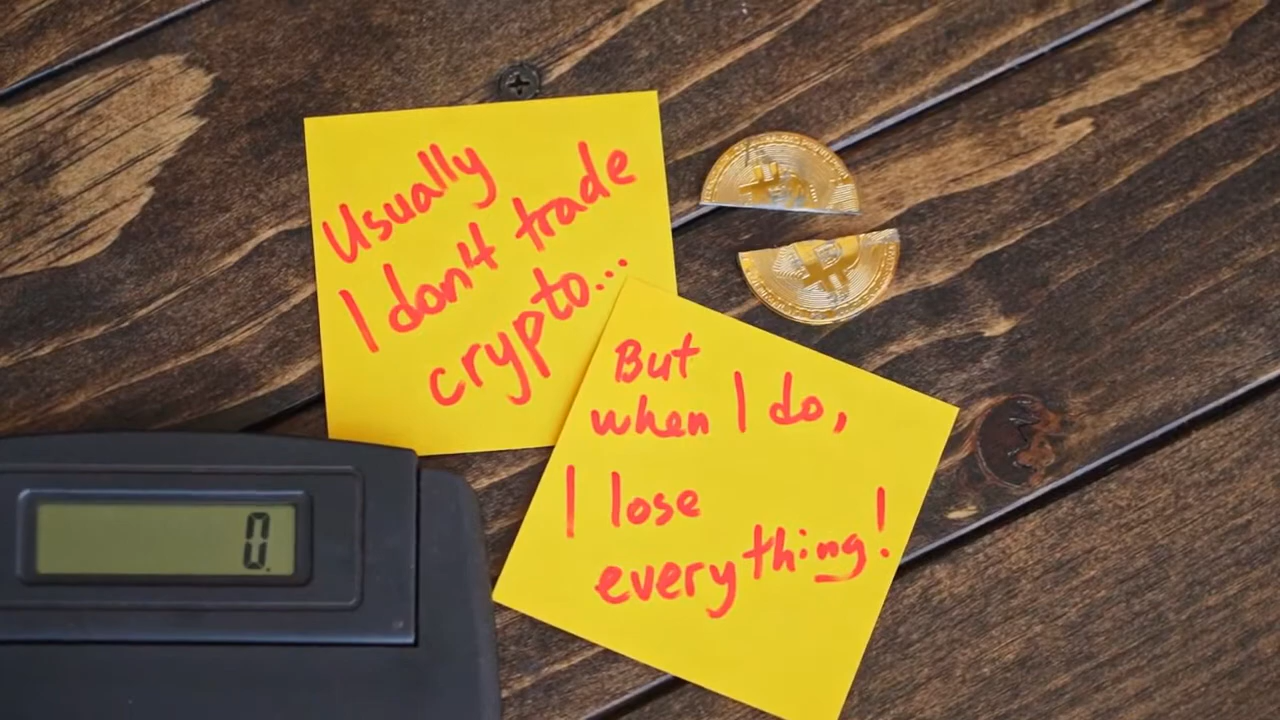 Usually
I don't trade
crypto...
But
when I do,
I lose
everything!
0.